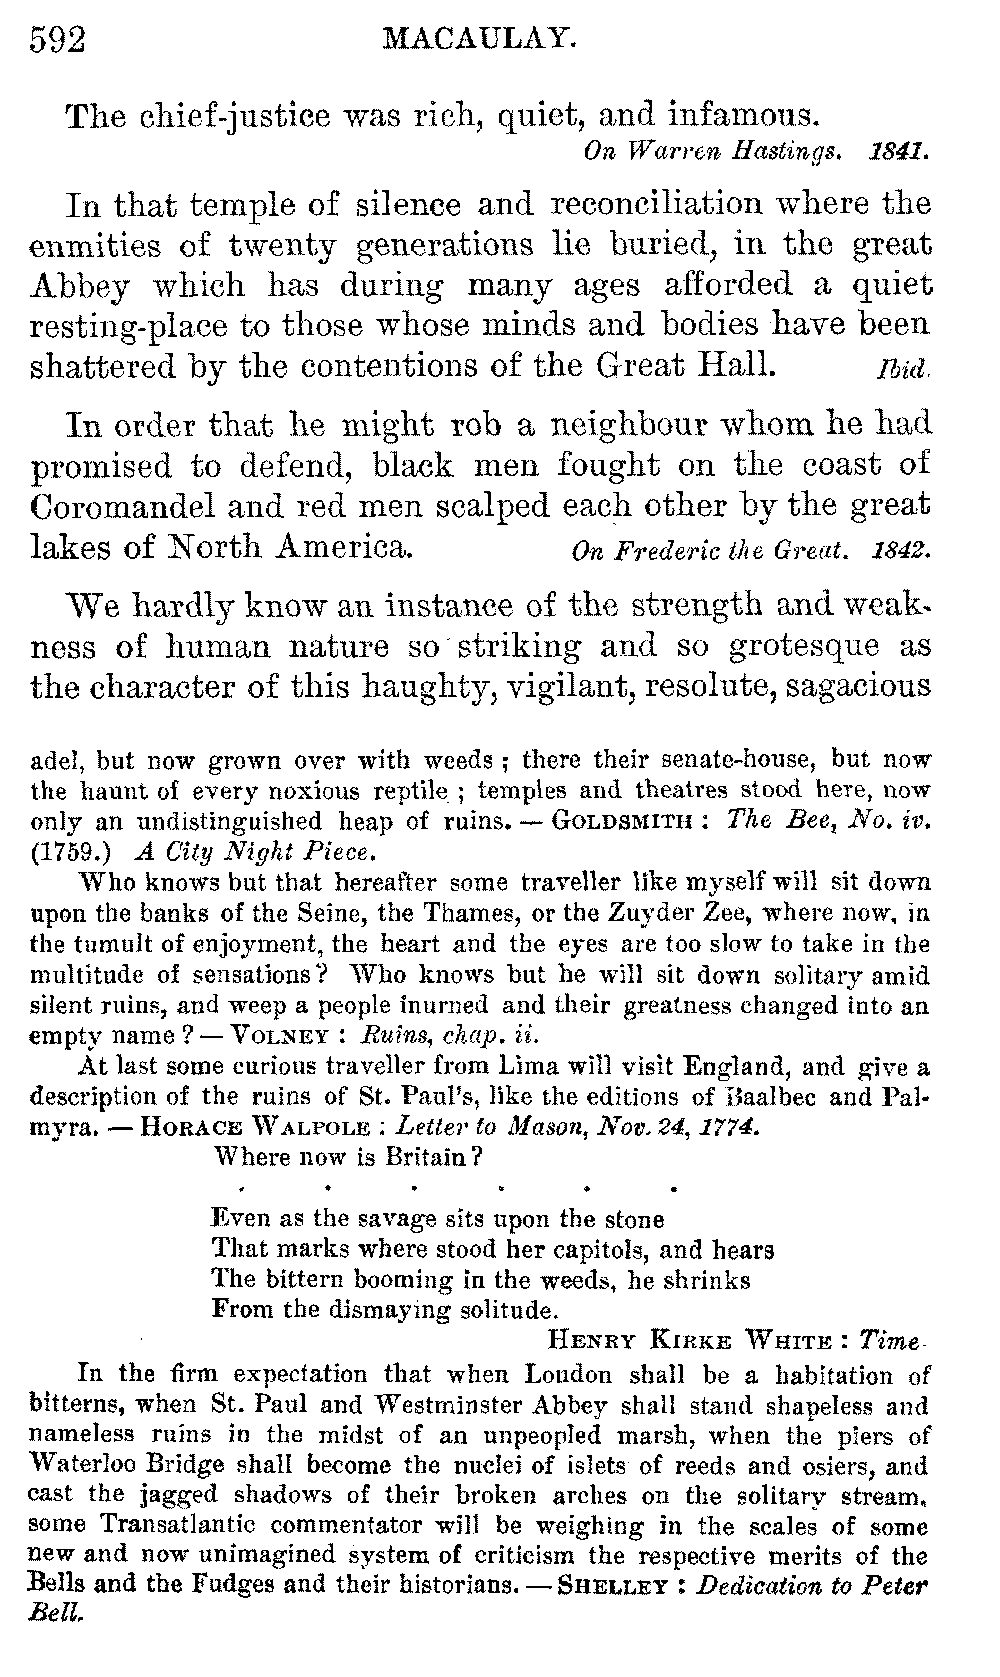 592 MACAULAY.
The chief-justice was rich, quiet, and infamous.
On Warren Hastings. 1841.
In that temple of silence and reconciliation where the
enmities of twenty generations lie buried, in the great
Abbey which has during many ages afforded a quiet
resting-place to those whose minds and bodies have been
shattered by the contentions of the Great Hall. Ibid.
In order that he might rob a neighbour whom he had
promised to defend, black men fought on the coast of
Coromandel and red men scalped each other by the great
lakes of North America. On Frederic the Great. 1842.
We hardly know an instance of the strength and weak-
ness of human nature so striking and so grotesque as
the character of this haughty, vigilant, resolute, sagacious
adel, but now grown over with weeds ; there their senate-house, but now
the haunt of every noxious reptile ; temples and theatres stood here, now
only an undistinguished heap of ruins. — GOLDSMITH : The Bee, No. iv.
(1759.) A City Night Piece.
Who knows but that hereafter some traveller like myself will sit down
upon the banks of the Seine, the Thames, or the Zuyder Zee, where now, in
the tumult of enjoyment, the heart and the eyes are too slow to take in the
multitude of sensations? Who knows but he will sit down solitary amid
silent ruins, and weep a people inurned and their greatness changed into an
empty name ? — VOLNEY : Ruins, chap. ii.
At last some curious traveller from Lima will visit England, and give a
description of the ruins of St. Paul's, like the editions of Baalbec and Pal-
myra. — HORACE WALPOLE : Letter to Mason, Nov. 24, 1774.
Where now is Britain?
. . . . . .
Even as the savage sits upon the stone
That marks where stood her capitols, and hears
The bittern booming in the weeds, he shrinks
From the dismaying solitude.
HENRY KIRKE WHITE : Time.
In the firm expectation that when London shall be a habitation of
bitterns, when St. Paul and Westminster Abbey shall stand shapeless and
nameless ruins in the midst of an unpeopled marsh, when the piers of
Waterloo Bridge shall become the nuclei of islets of reeds and osiers, and
cast the jagged shadows of their broken arches on the solitary stream,
some Transatlantic commentator will be weighing in the scales of some
new and now unimagined system of criticism the respective merits of the
Bells and the Fudges and their historians. — SHELLEY : Dedication to Peter
Bell.